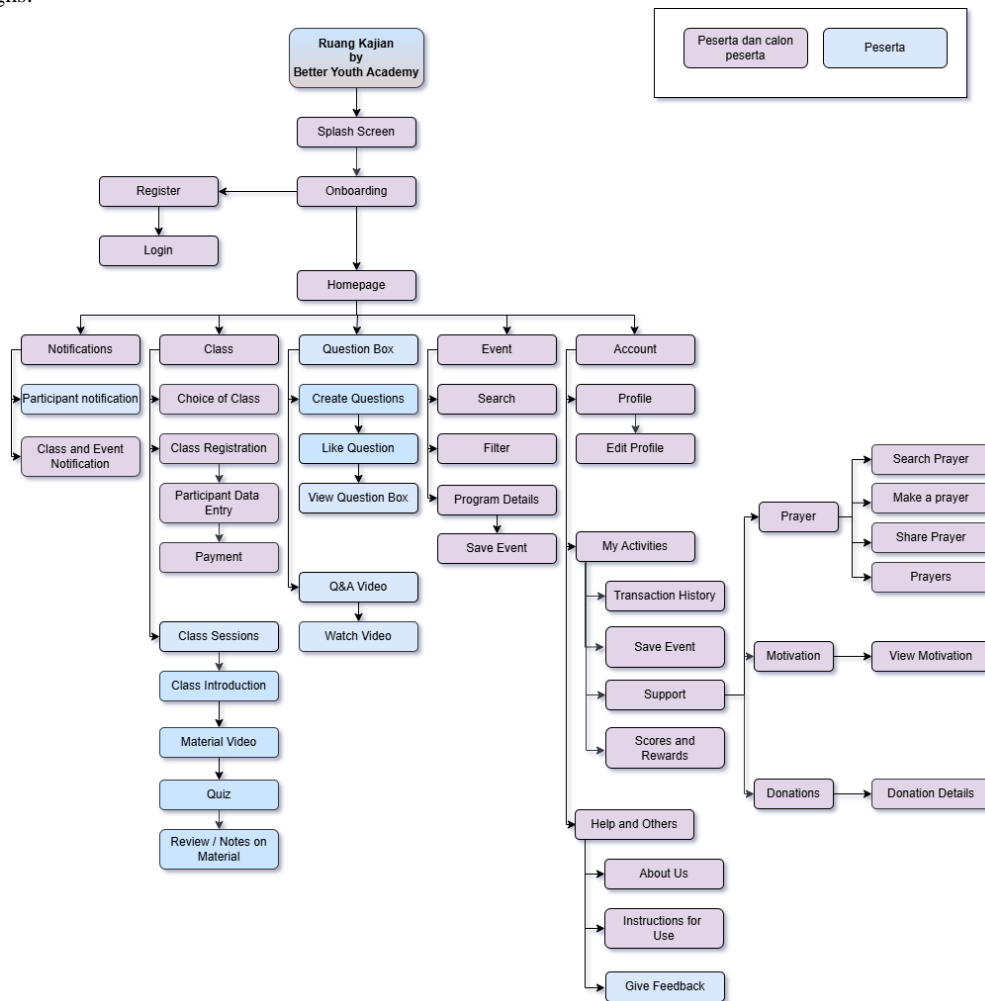 Ruang Kajian
by
Better Youth Academy
Peserta dan calon
peserta
Peserta
Splash Screen
Register
Onboarding
Login
Homepage
Notifications
Class
Question Box
Event
Account
Participant notification
Choice of Class
Create Questions
Search
Profile
Class and Event
Notification
Class Registration
Like Question
Filter
Edit Profile
Search Prayer
Participant Data
Entry
View Question Box
Program Details
Prayer
Make a prayer
Payment
Save Event
My Activities
Share Prayer
Prayers
Q&A Video
Transaction History
Class Sessions
Watch Video
Save Event
Motivation
View Motivation
Class Introduction
Support
Material Video
Scores and
Rewards
Quiz
Donations
Donation Details
Review / Notes on
Material
Help and Others
About Us
Instructions for
Use
Give Feedback